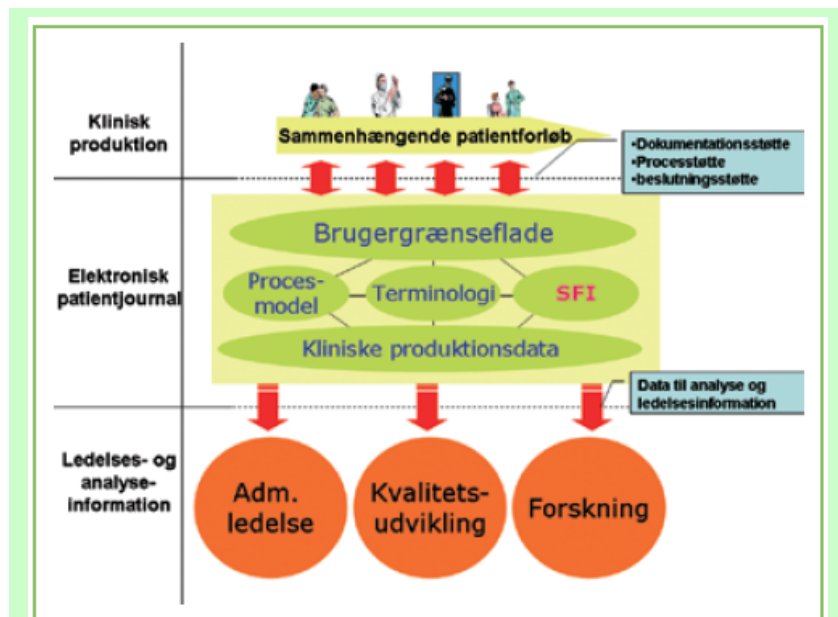 Klinisk
produktion
Sammenhængende patientforløb
•Dokumentationsstøtte
•Processtøtte
•beslutningsstøtte
Elektronisk
patientjournal
Brugergrænseflade
Proces-
model
Terminologi
SFI
Kliniske produktionsdata
Data til analyse og
ledelsesinformation
Ledelses- og
analyse-
information
Adm.
ledelse
Kvalitets-
udvikling
Forskning